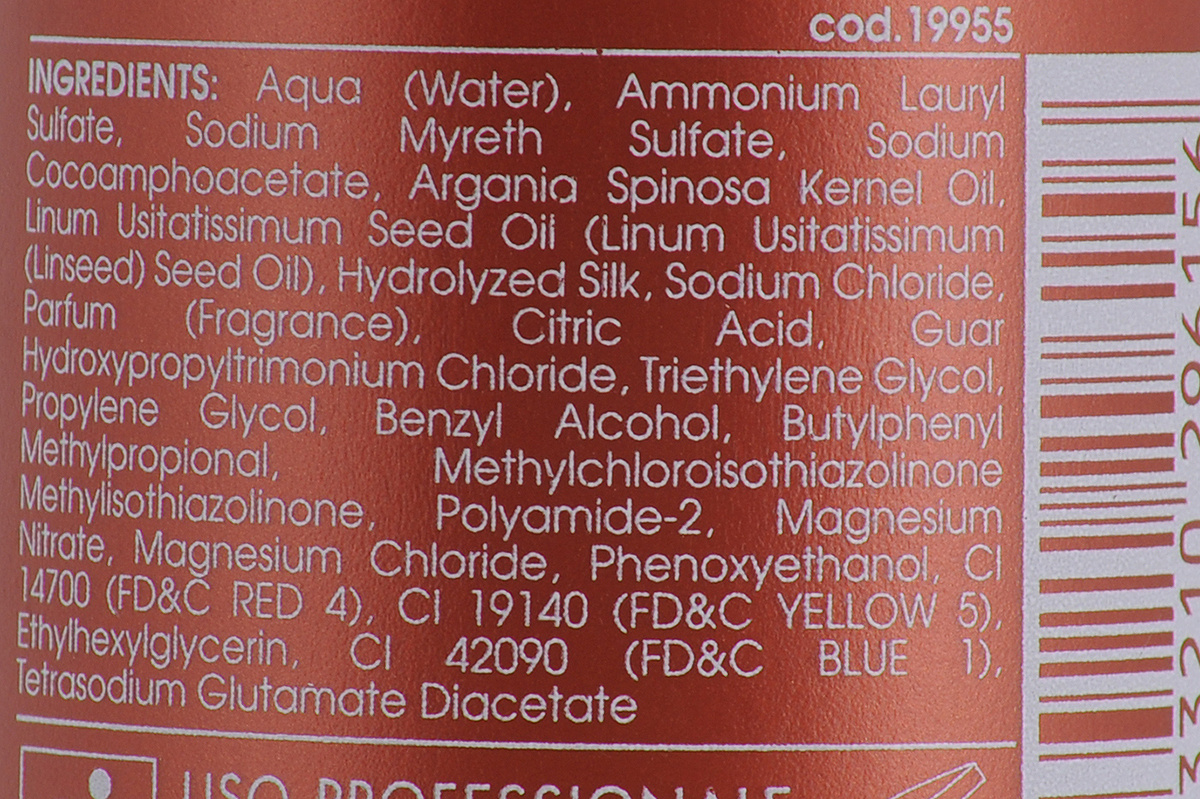 cod.19955
INGREDIENTS: Aqua (Water), Ammonium Lauryl
Sulfate, Sodium Myreth Sulfate, Sodium
Cocoamphoacetate, Argania Spinosa Kernel Oil,
Linum Usitatissimum Seed Oil (Linum Usitatissimum
(Linseed) Seed Oil), Hydrolyzed Silk, Sodium Chloride,
Parfum (Fragrance), Citric Acid, Guar
Hydroxypropyltrimonium Chloride, Triethylene Glycol,
Propylene Glycol, Benzyl Alcohol, Butylphenyl
Methylpropional, Methylchloroisothiazolinone
Methylisothiazolinone, Polyamide-2, Magnesium
Nitrate, Magnesium Chloride, Phenoxyethanol, CI
14700 (FD&C RED 4), CI 19140 (FD&C YELLOW 5),
Ethylhexylglycerin, CI 42090 (FD&C BLUE 1),
Tetrasodium Glutamate Diacetate
USO PROFESSIONALE